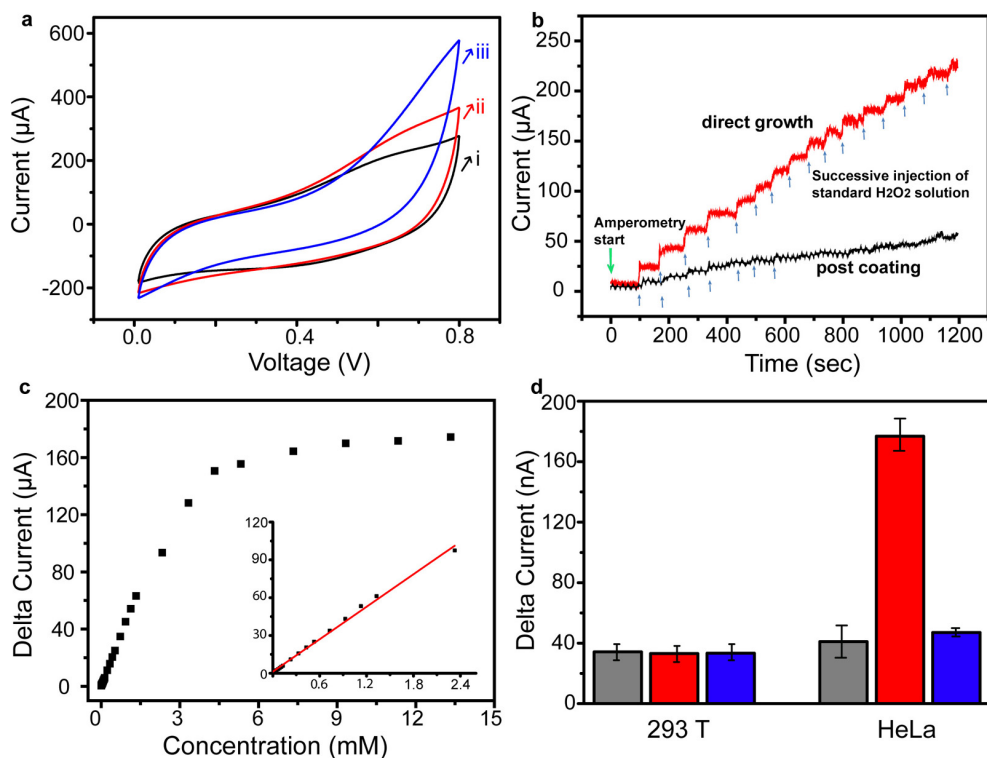 a
600
400
200
0
-200
Current (μA)
0.0 0.4 0.8
Voltage (V)
iii
ii
i
b
250
200
150
100
50
0
Current (μA)
direct growth
Successive injection of
standard H2O2 solution
Amperometry
start
post coating
0 200 400 600 800 1000 1200
Time (sec)
c
200
160
120
80
40
0
Delta Current (μA)
120
90
60
30
0
0.6 1.2 1.8 2.4
0 3 6 9 12 15
Concentration (mM)
d
200
160
120
80
40
0
Delta Current (nA)
293 T HeLa